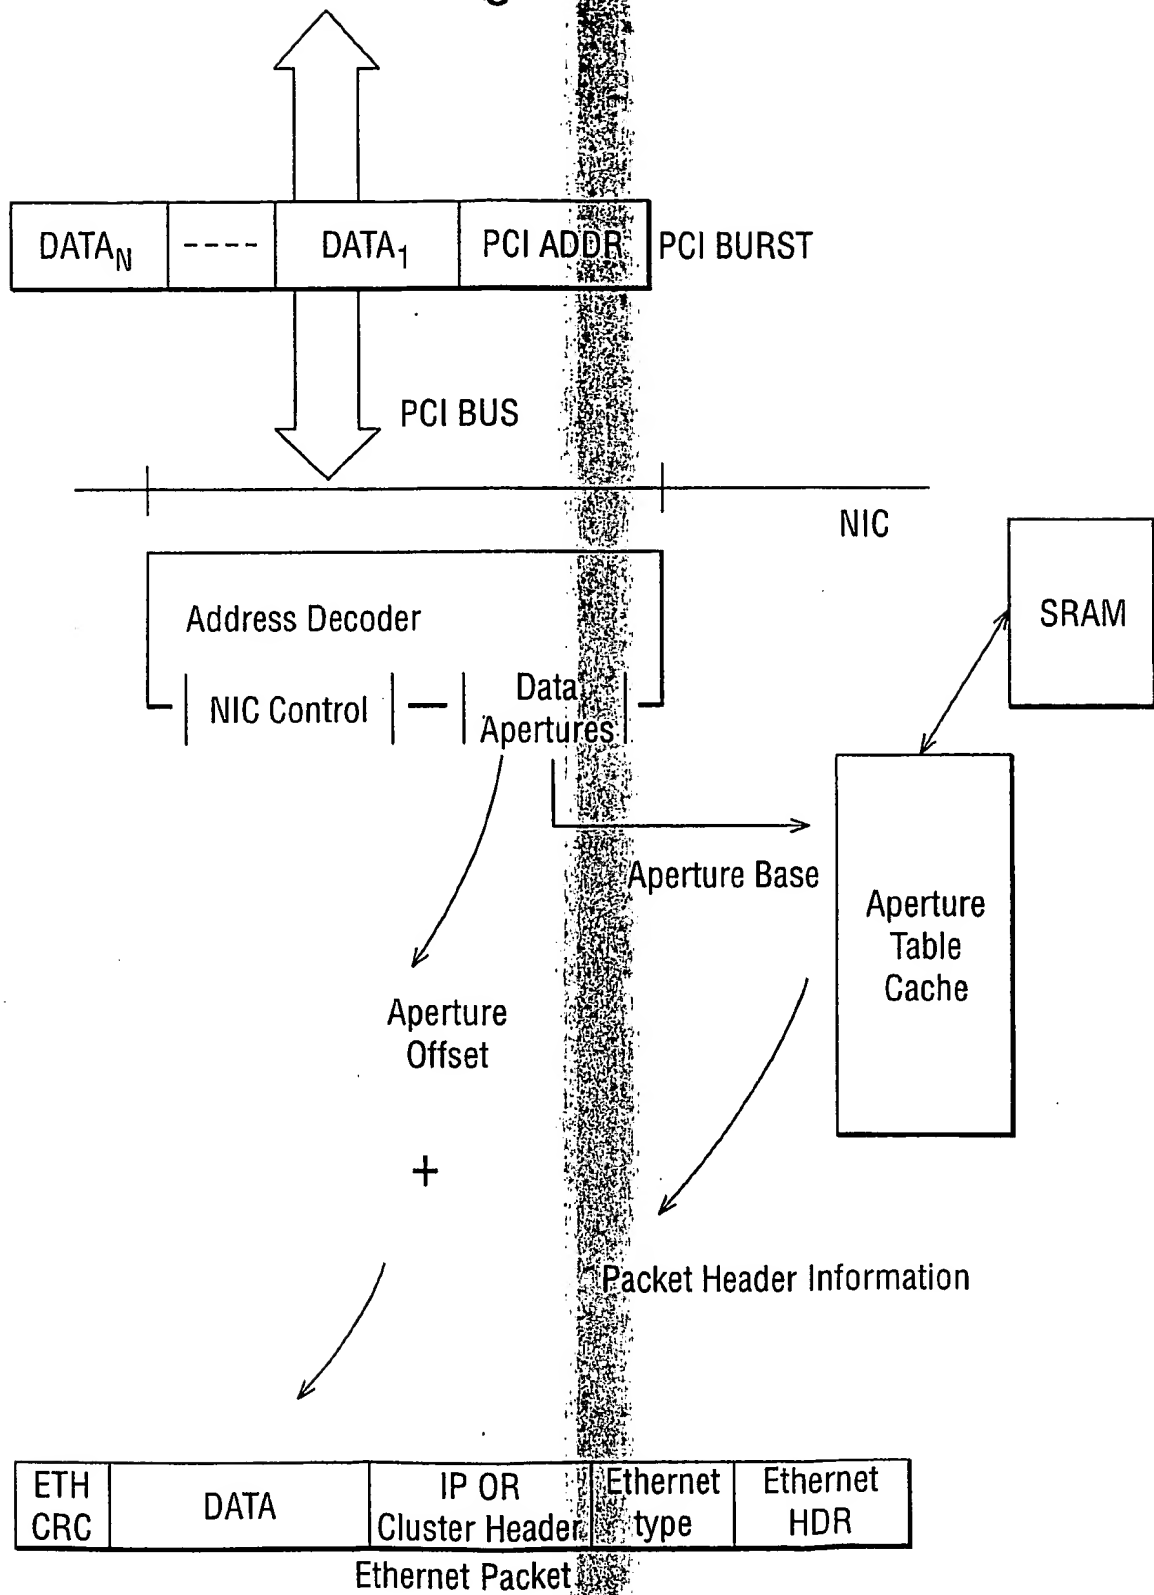 DATAN ---- DATA1 PCI ADDR PCI BURST
PCI BUS
NIC
SRAM
Address Decoder
NIC Control
Data
Apertures
Aperture Base
Aperture
Table
Cache
Aperture
Offset
+
Packet Header Information
ETH
CRC
DATA
IP OR
Cluster Header
Ethernet
type
Ethernet
HDR
Ethernet Packet